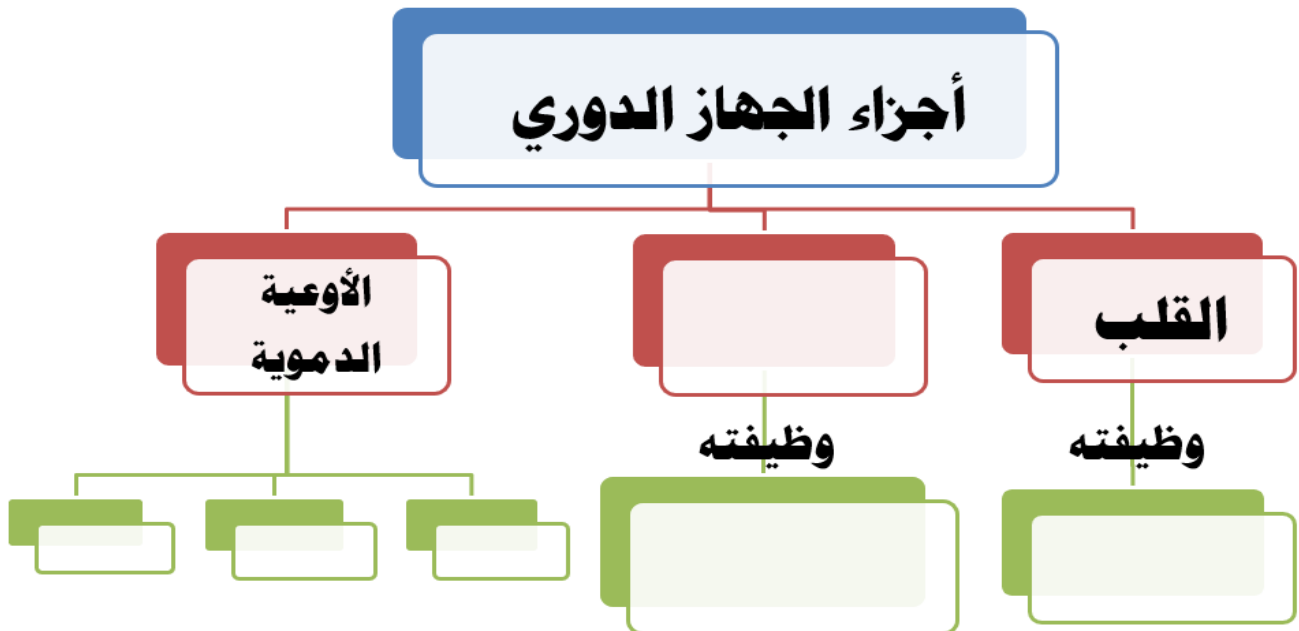 أجزاء الجهاز الدوري
القلب
الأوعية
الدموية
وظيفته
وظيفته